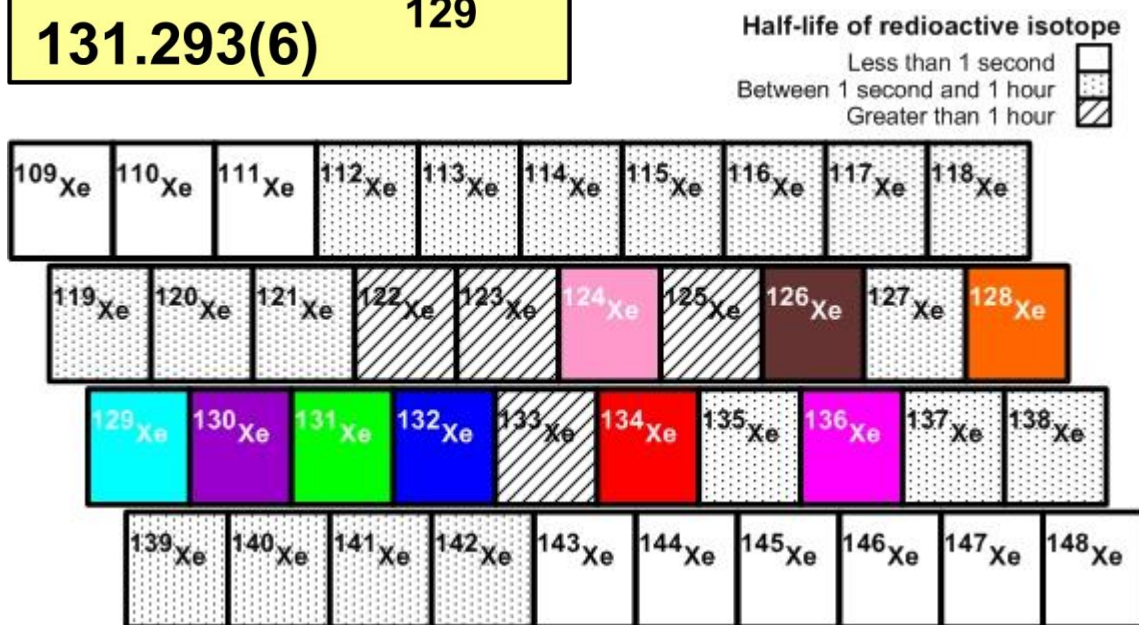 129
131.293(6)
Half-life of redioactive isotope
Less than 1 second
Between 1 second and 1 hour
Greater than 1 hour
109Xe 110Xe 111Xe 112Xe 113Xe 114Xe 115Xe 116Xe 117Xe 118Xe
119Xe 120Xe 121Xe 122Xe 123Xe 124Xe 125Xe 126Xe 127Xe 128Xe
129Xe 130Xe 131Xe 132Xe 133Xe 134Xe 135Xe 136Xe 137Xe 138Xe
139Xe 140Xe 141Xe 142Xe 143Xe 144Xe 145Xe 146Xe 147Xe 148Xe